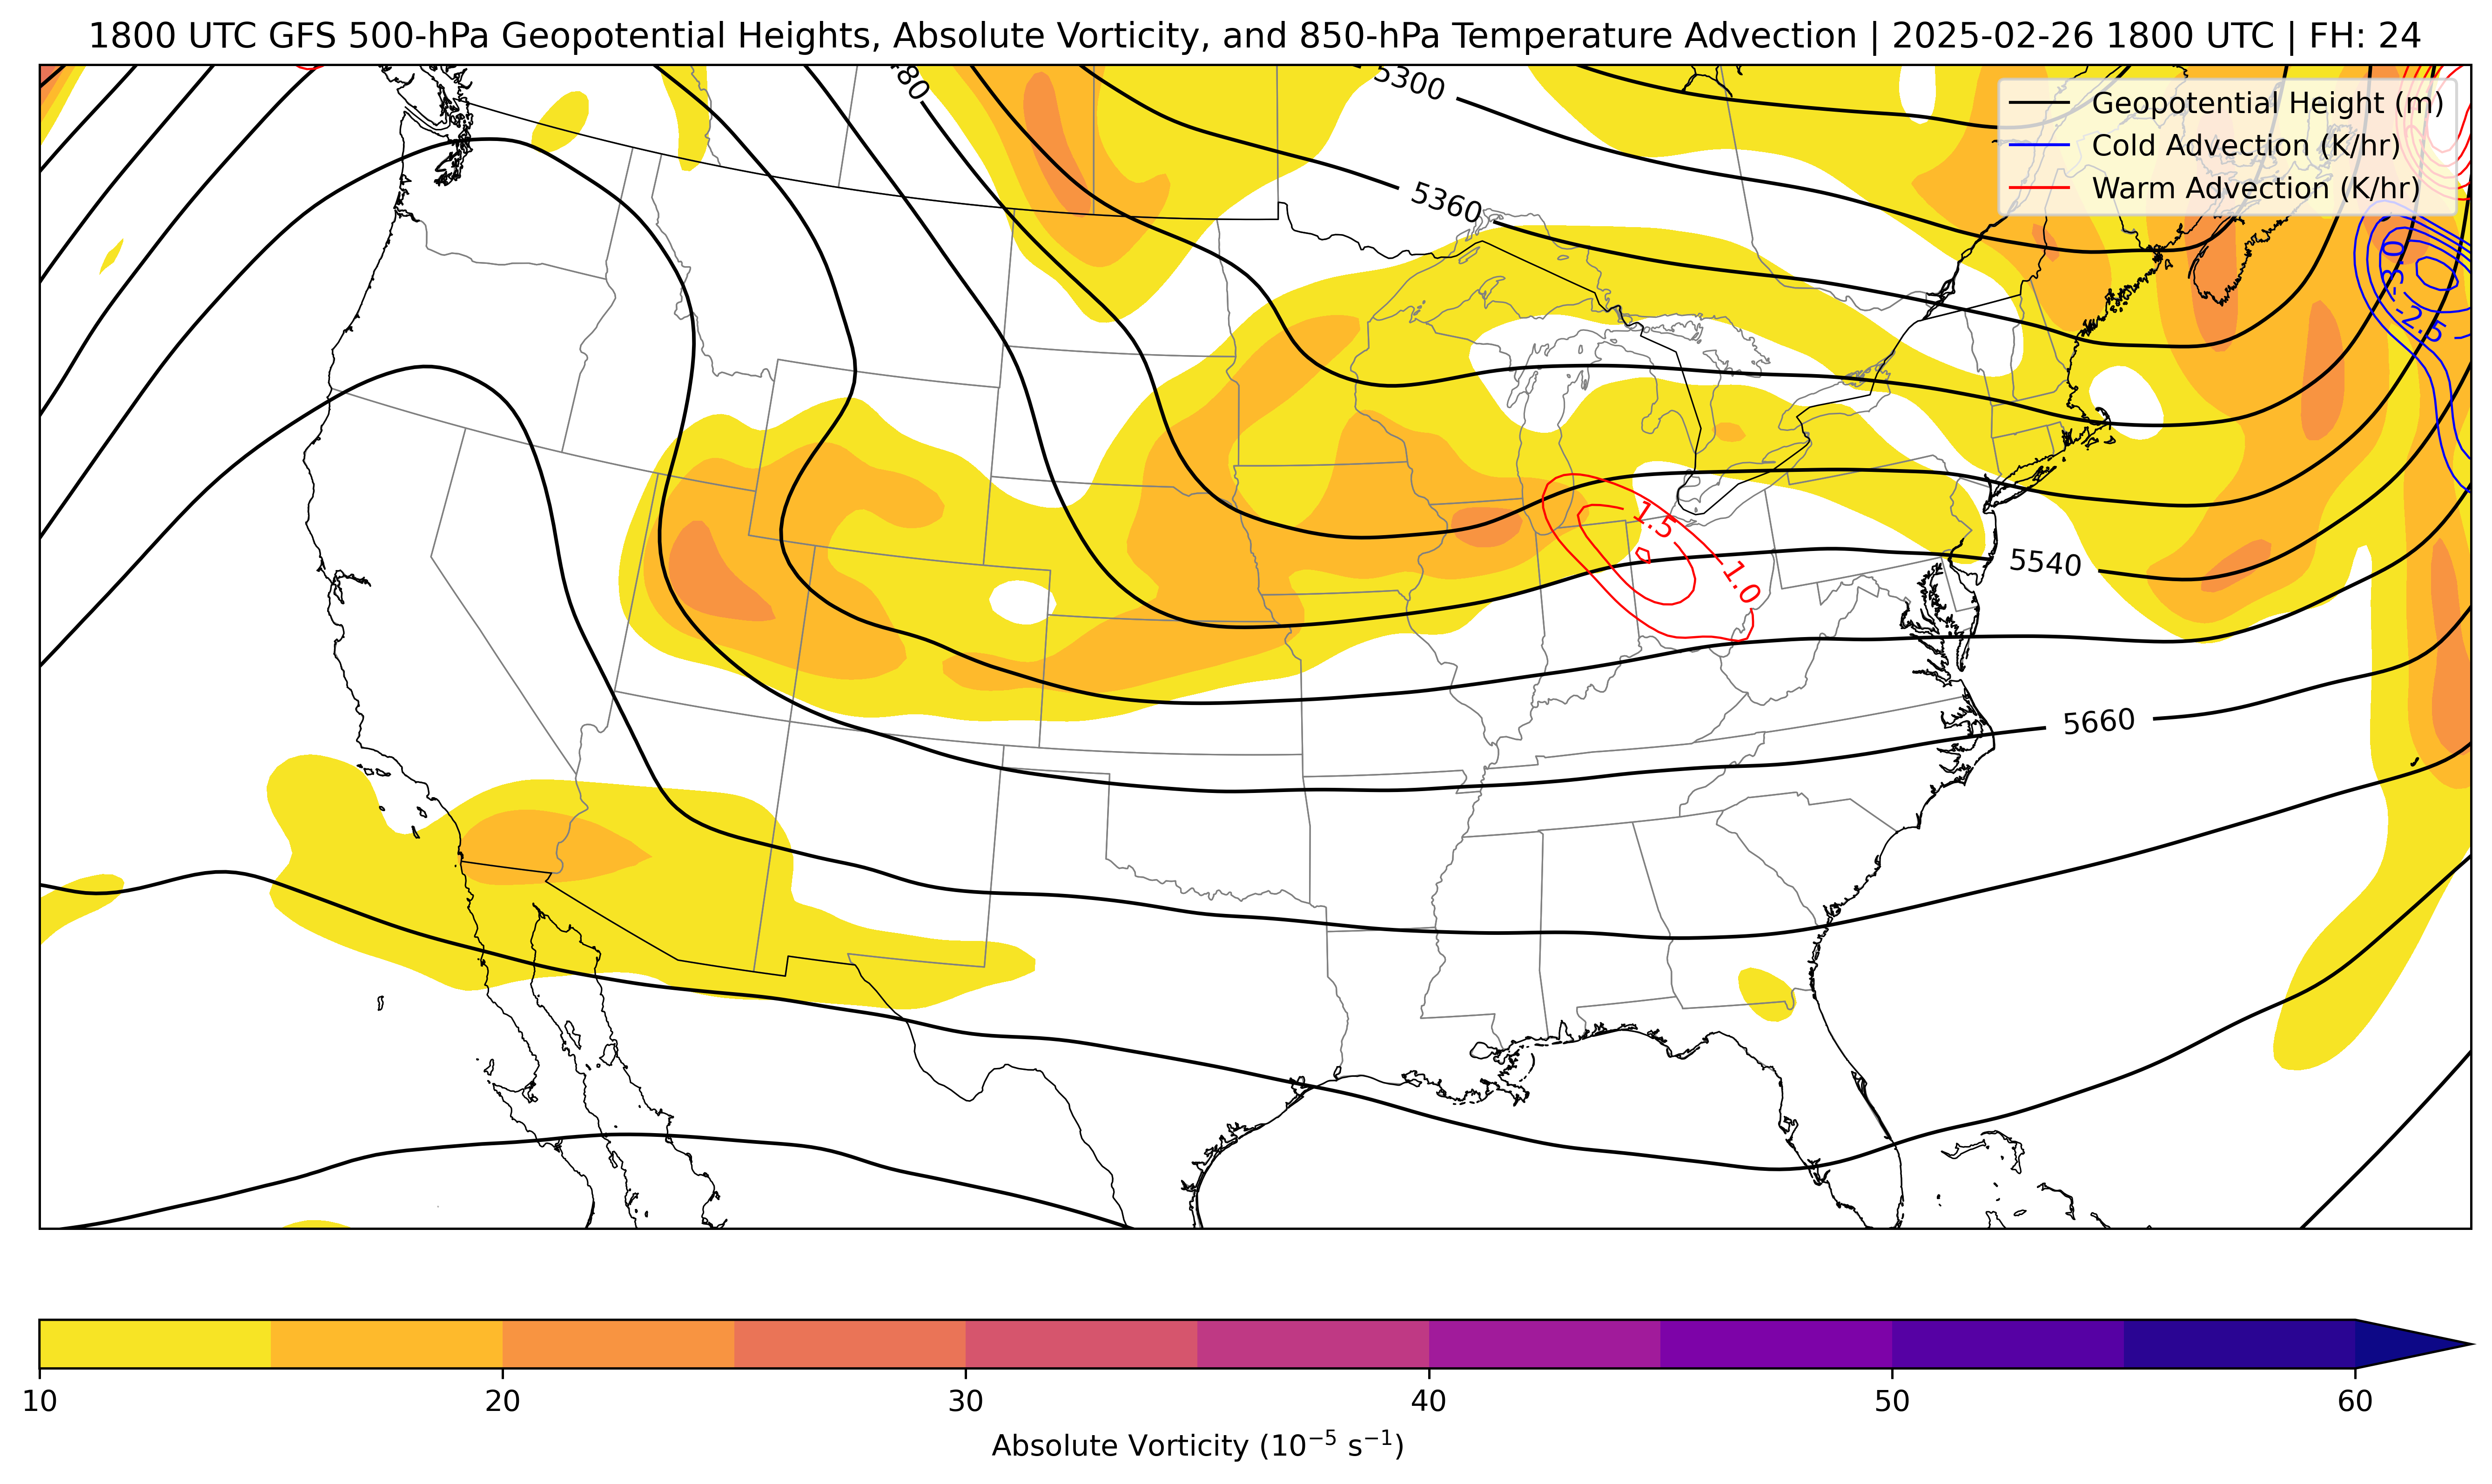 1800 UTC GFS 500-hPa Geopotential Heights, Absolute Vorticity, and 850-hPa Temperature Advection | 2025-02-26 1800 UTC | FH: 24
5300
Geopotential Height (m)
Cold Advection (K/hr)
Warm Advection (K/hr)
5360
-2.5
1.5
1.0
5540
5660
10
20
30
40
50
60
Absolute Vorticity (10⁻⁵ s⁻¹)